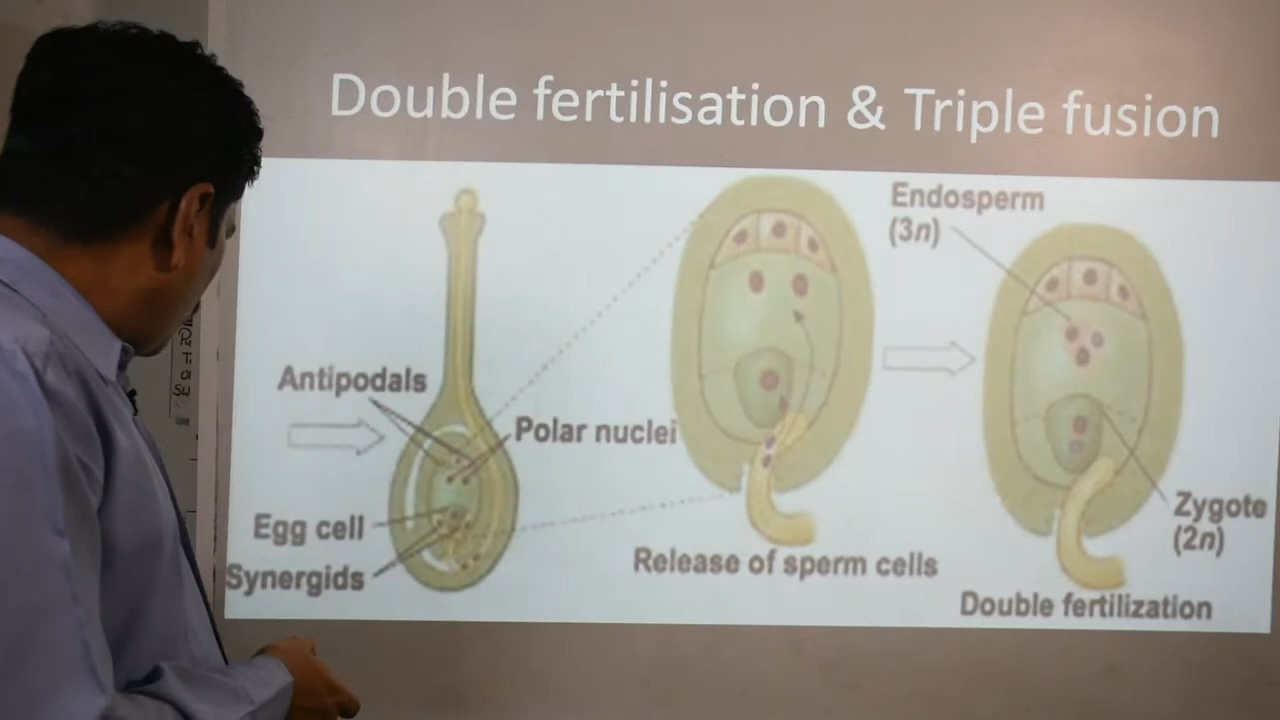 Double fertilisation & Triple fusion
Endosperm
(3n)
Antipodals
Polar nuclei
Egg cell
Synergids
Release of sperm cells
Zygote
(2n)
Double fertilization